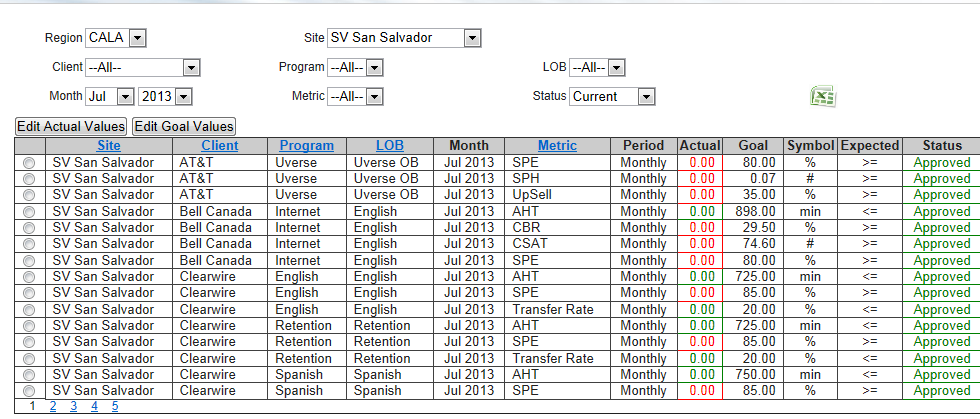 Region CALA Site SV San Salvador
Client --All-- Program --All-- LOB --All--
Month Jul 2013 Metric --All-- Status Current
Edit Actual Values Edit Goal Values
Site Client Program LOB Month Metric Period Actual Goal Symbol Expected Status
SV San Salvador AT&T Uverse Uverse OB Jul 2013 SPE Monthly 0.00 80.00 % >= Approved
SV San Salvador AT&T Uverse Uverse OB Jul 2013 SPH Monthly 0.00 0.07 # >= Approved
SV San Salvador AT&T Uverse Uverse OB Jul 2013 UpSell Monthly 0.00 35.00 % >= Approved
SV San Salvador Bell Canada Internet English Jul 2013 AHT Monthly 0.00 898.00 min <= Approved
SV San Salvador Bell Canada Internet English Jul 2013 CBR Monthly 0.00 29.50 % >= Approved
SV San Salvador Bell Canada Internet English Jul 2013 CSAT Monthly 0.00 74.60 # >= Approved
SV San Salvador Bell Canada Internet English Jul 2013 SPE Monthly 0.00 80.00 % >= Approved
SV San Salvador Clearwire English English Jul 2013 AHT Monthly 0.00 725.00 min <= Approved
SV San Salvador Clearwire English English Jul 2013 SPE Monthly 0.00 85.00 % >= Approved
SV San Salvador Clearwire English English Jul 2013 Transfer Rate Monthly 0.00 20.00 % <= Approved
SV San Salvador Clearwire Retention Retention Jul 2013 AHT Monthly 0.00 725.00 min <= Approved
SV San Salvador Clearwire Retention Retention Jul 2013 SPE Monthly 0.00 85.00 % >= Approved
SV San Salvador Clearwire Retention Retention Jul 2013 Transfer Rate Monthly 0.00 20.00 % <= Approved
SV San Salvador Clearwire Spanish Spanish Jul 2013 AHT Monthly 0.00 750.00 min <= Approved
SV San Salvador Clearwire Spanish Spanish Jul 2013 SPE Monthly 0.00 85.00 % >= Approved
1 2 3 4 5